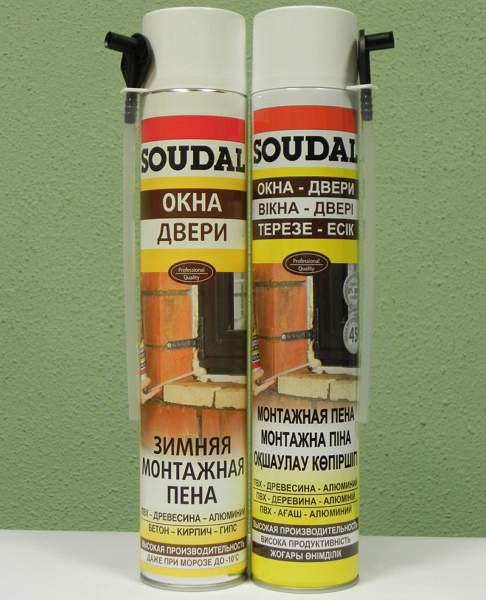 SOUDAL
ОКНА
ДВЕРИ
Professional
Quality
ЗИМНЯЯ
МОНТАЖНАЯ
ПЕНА
ПВХ – ДРЕВЕСИНА – АЛЮМИНИЙ
БЕТОН – КИРПИЧ – ГИПС
ВЫСОКАЯ ПРОИЗВОДИТЕЛЬНОСТЬ
ДАЖЕ ПРИ МОРОЗЕ ДО -10°C
SOUDAL
ОКНА - ДВЕРИ
ВІКНА - ДВЕРІ
ТЕРЕЗЕ - ЕСІК
Professional
Quality
45
МОНТАЖНАЯ ПЕНА
МОНТАЖНА ПІНА
ОҚШАУЛАУ КӨПІРШІГІ
ПВХ - ДРЕВЕСИНА - АЛЮМИНИЙ
ПВХ - ДЕРЕВИНА - АЛЮМІНІЙ
ПВХ - АҒАШ - АЛЮМИНИЙ
ВЫСОКАЯ ПРОИЗВОДИТЕЛЬНОСТЬ
ВИСОКА ПРОДУКТИВНІСТЬ
ЖОҒАРЫ ӨНІМДІЛІК